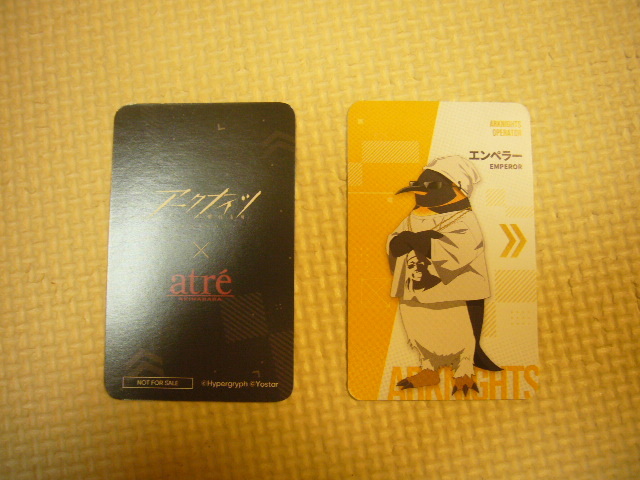 アークナイツ
×
atré
AKIHABARA
NOT FOR SALE
©Hypergryph ©Yostar
ARKNIGHTS
OPERATOR
エンペラー
EMPEROR
ARKNIGHTS